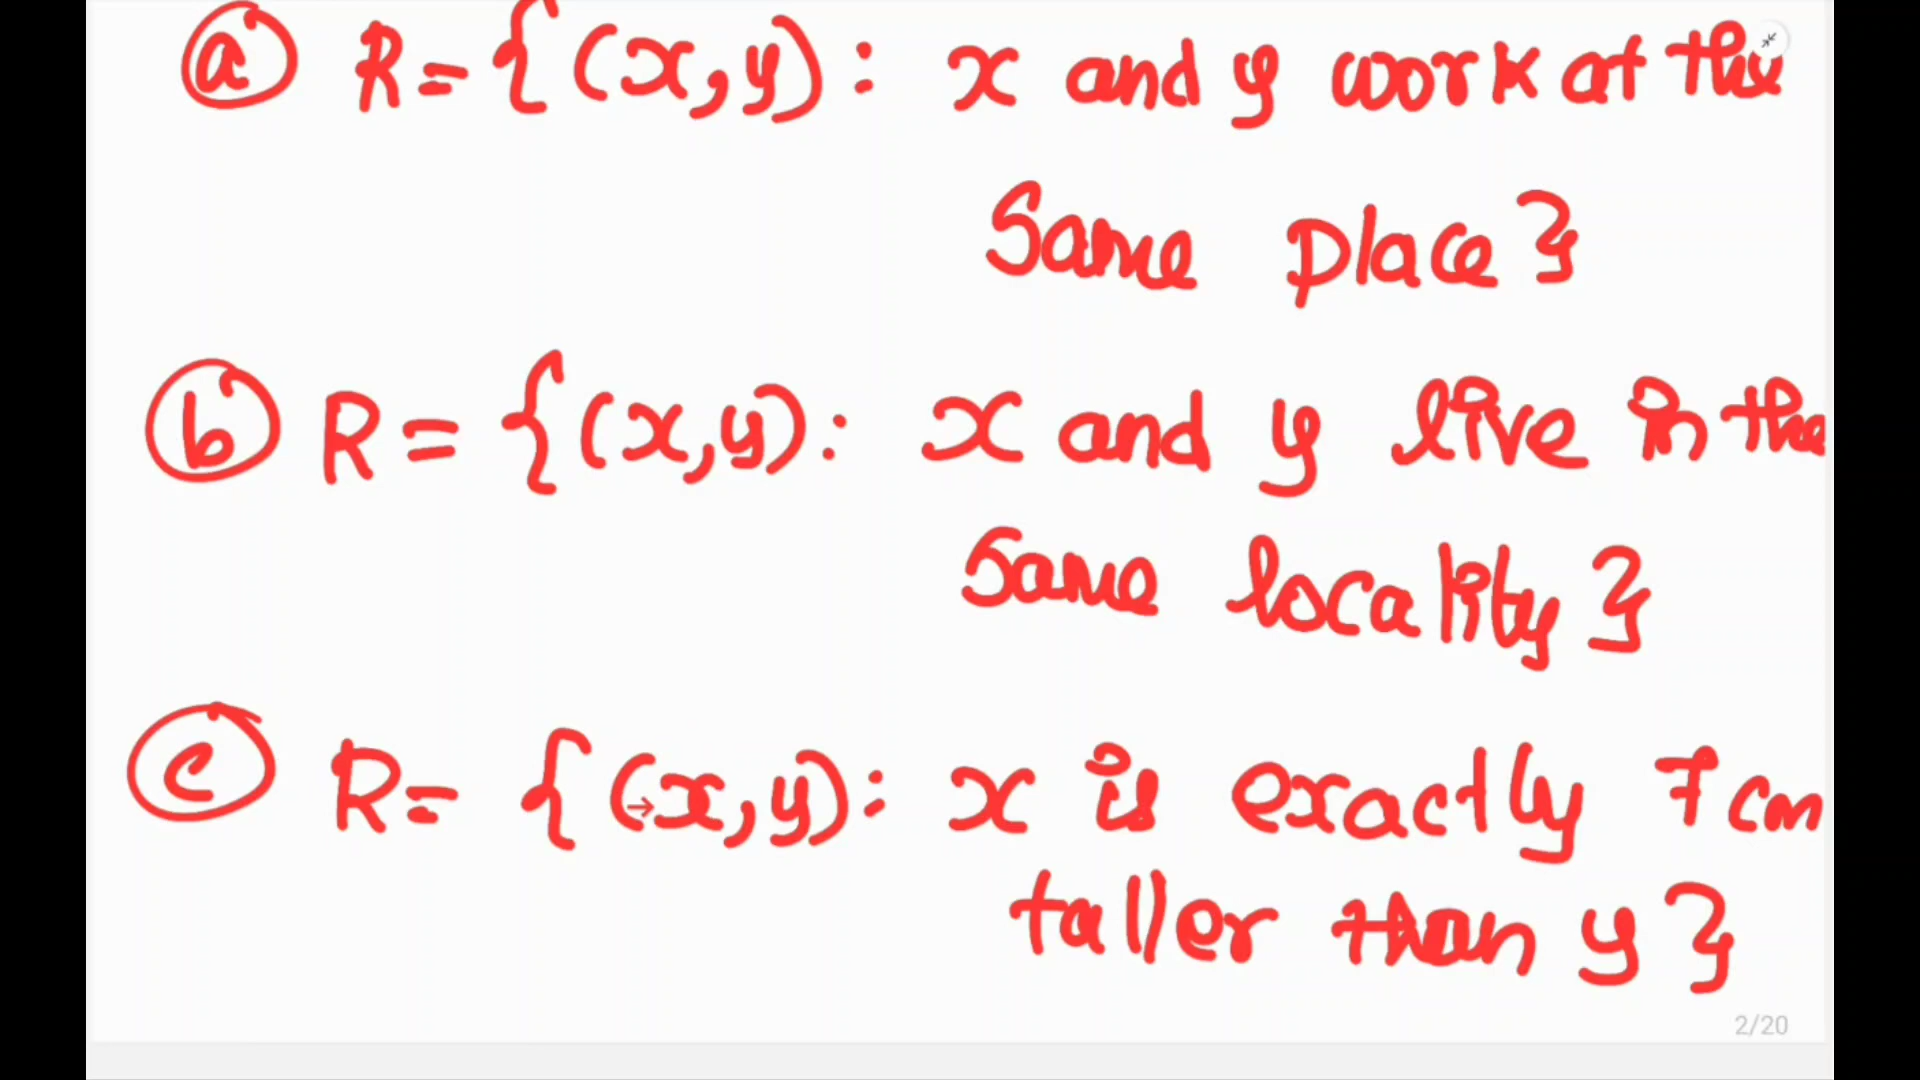 a R = {(x,y): x and y work at the
same place}
b R = {(x,y): x and y live in the
same locality}
c R = {(x,y): x is exactly 7 cm
taller than y}
2/20